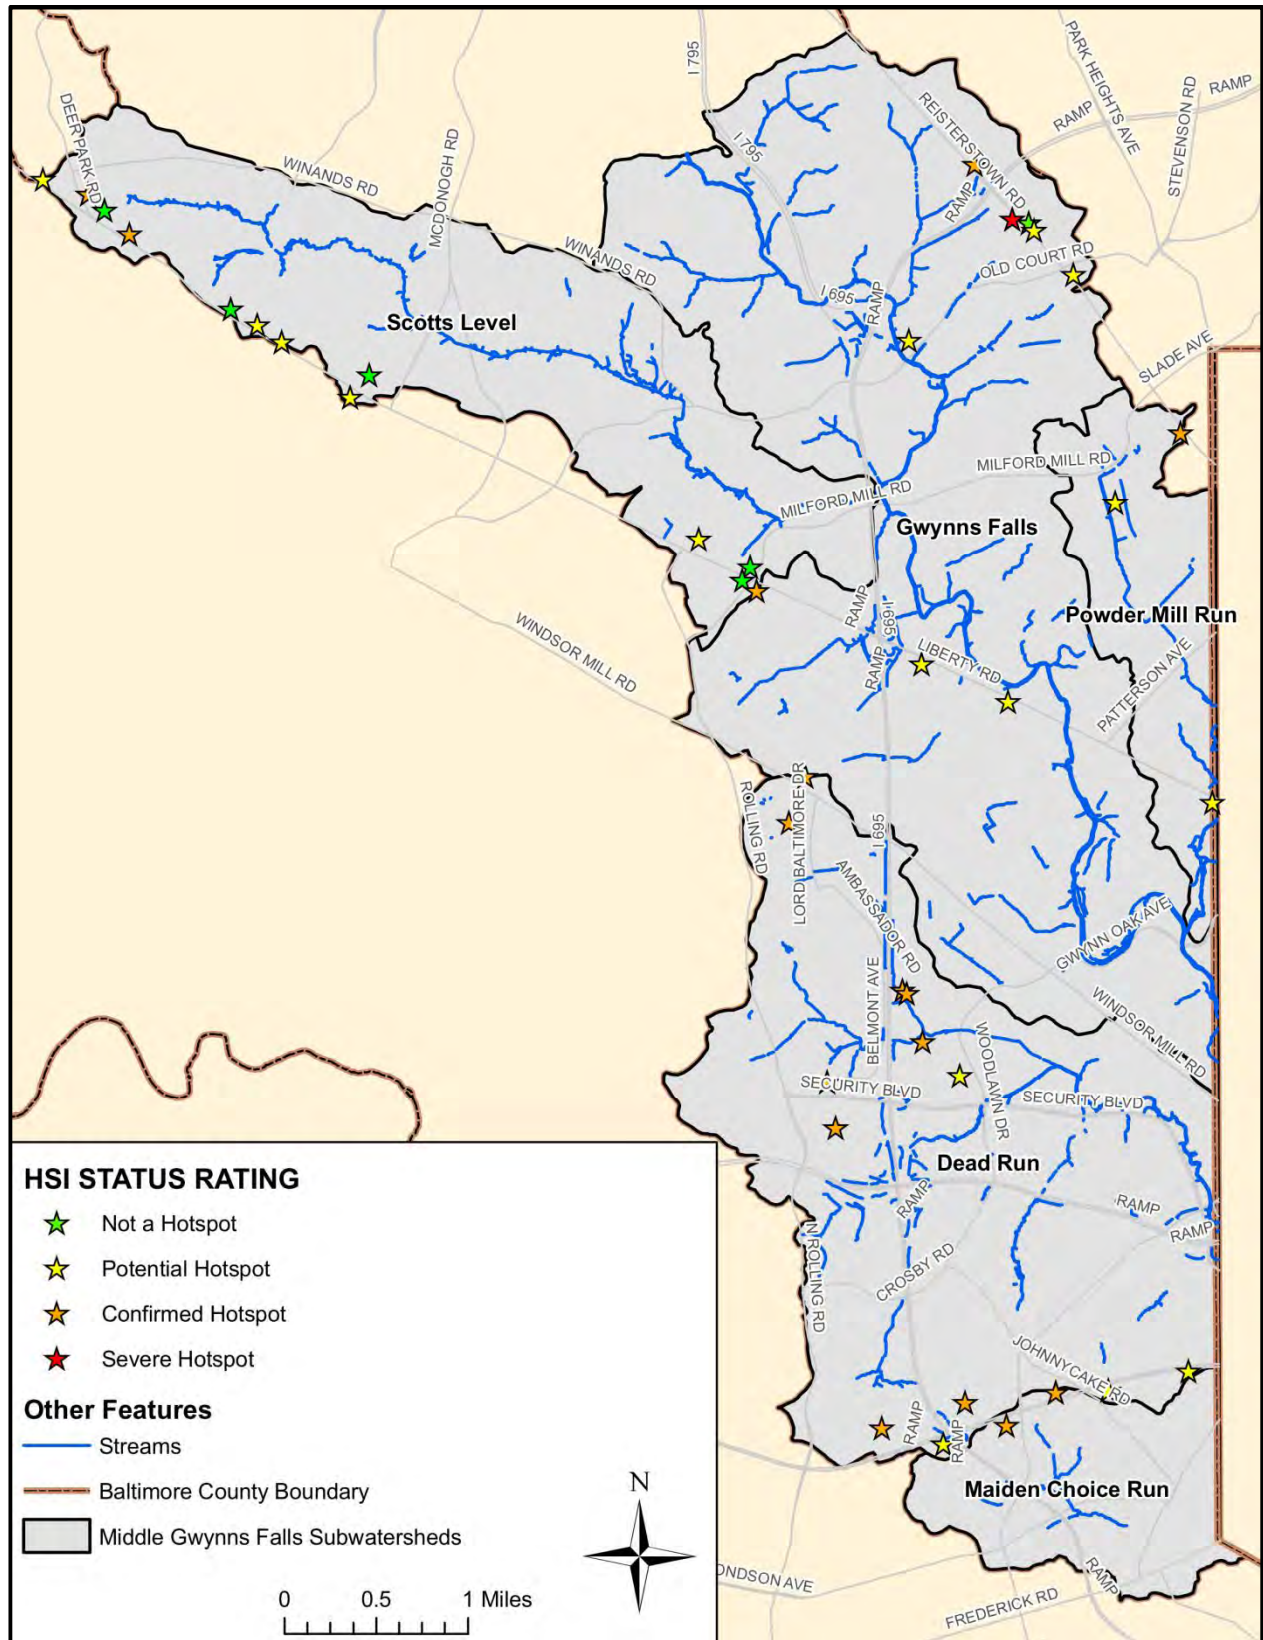 I 795
PARK HEIGHTS AVE
STEVENSON RD
RAMP
RAMP
REISTERSTOWN RD
DEER PARK RD
I 795
WINANDS RD
MCDONOGH RD
RAMP
WINANDS RD
OLD COURT RD
I 695
RAMP
Scotts Level
SLADE AVE
MILFORD MILL RD
MILFORD MILL RD
Gwynns Falls
RAMP
I 695
Powder Mill Run
WINDSOR MILL RD
LIBERTY RD
RAMP
PATTERSON AVE
ROLLING RD
LORD BALTIMORE DR
I 695
AMBASSADOR RD
GWYNN OAK AVE
BELMONT AVE
WINDSOR MILL RD
WOODLAWN DR
SECURITY BLVD
SECURITY BLVD
Dead Run
RAMP
RAMP
RAMP
N ROLLING RD
CROSBY RD
JOHNNYCAKE RD
RAMP
RAMP
Maiden Choice Run
RAMP
ONDSON AVE
FREDERICK RD
HSI STATUS RATING
Not a Hotspot
Potential Hotspot
Confirmed Hotspot
Severe Hotspot
Other Features
Streams
Baltimore County Boundary
Middle Gwynns Falls Subwatersheds
N
0 0.5 1 Miles